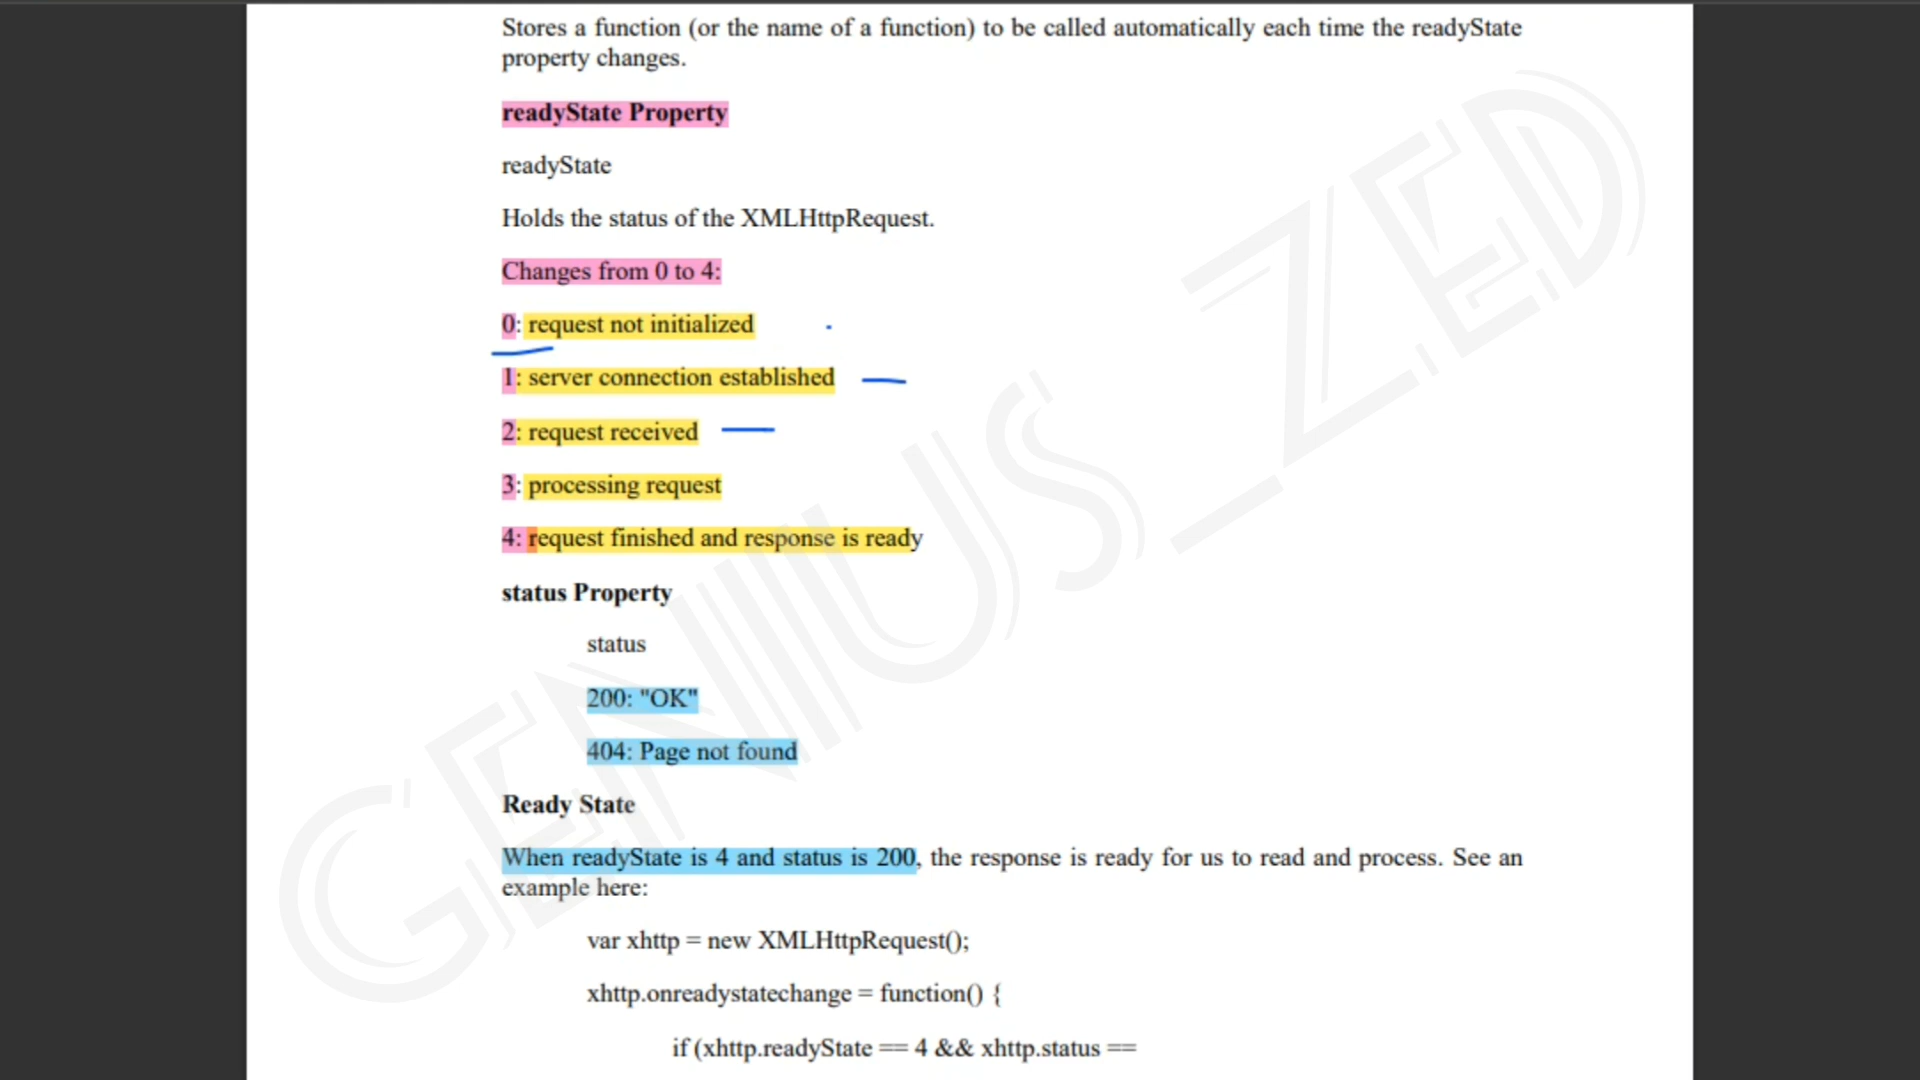 Stores a function (or the name of a function) to be called automatically each time the readyState
property changes.
readyState Property
readyState
Holds the status of the XMLHttpRequest.
Changes from 0 to 4:
0: request not initialized
1: server connection established
2: request received
3: processing request
4: request finished and response is ready
status Property
status
200: "OK"
404: Page not found
Ready State
When readyState is 4 and status is 200, the response is ready for us to read and process. See an
example here:
var xhttp = new XMLHttpRequest();
xhttp.onreadystatechange = function() {
if (xhttp.readyState == 4 && xhttp.status ==
GENIUS_ZED